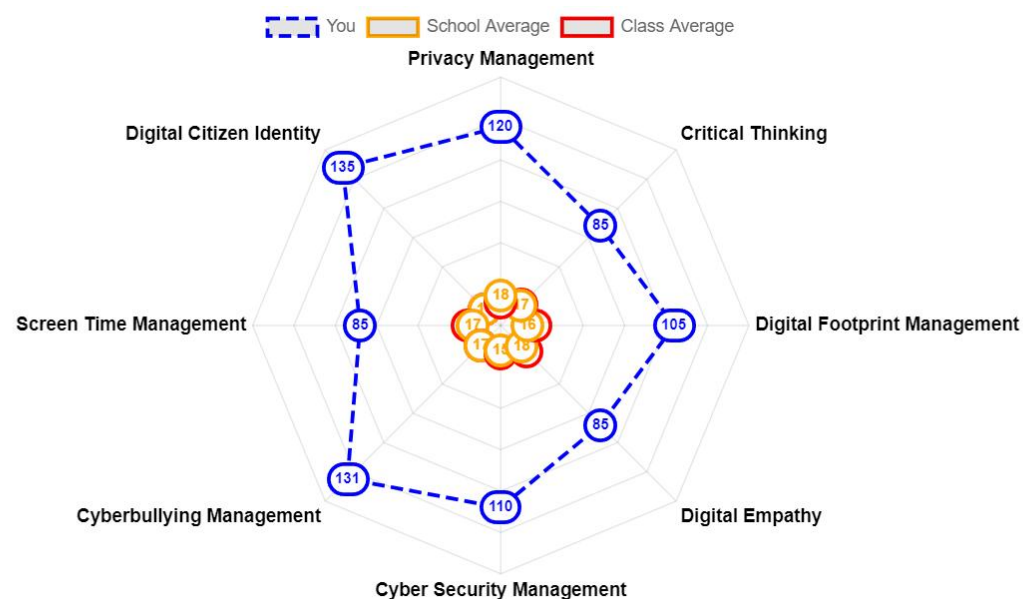 You School Average Class Average
Privacy Management
Digital Citizen Identity Critical Thinking
120
135
85
18
17
Screen Time Management 85 17 16 105 Digital Footprint Management
17 18
15
85
131
110
Cyberbullying Management Digital Empathy
Cyber Security Management